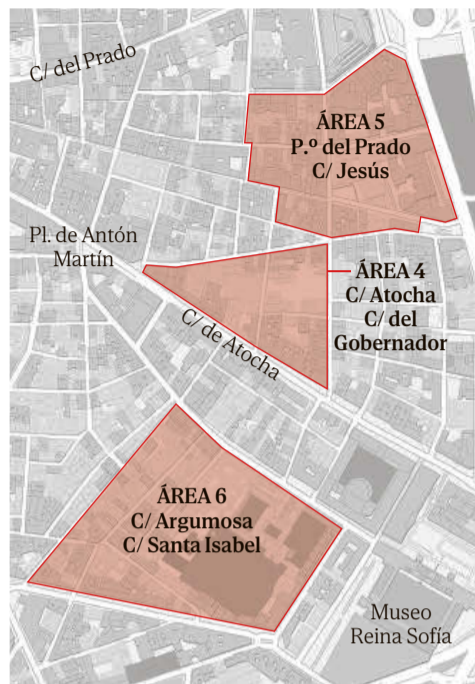 C/ del Prado
ÁREA 5
P.º del Prado
C/ Jesús
Pl. de Antón
Martín
ÁREA 4
C/ Atocha
C/ del
Gobernador
C/ de Atocha
ÁREA 6
C/ Argumosa
C/ Santa Isabel
Museo
Reina Sofía